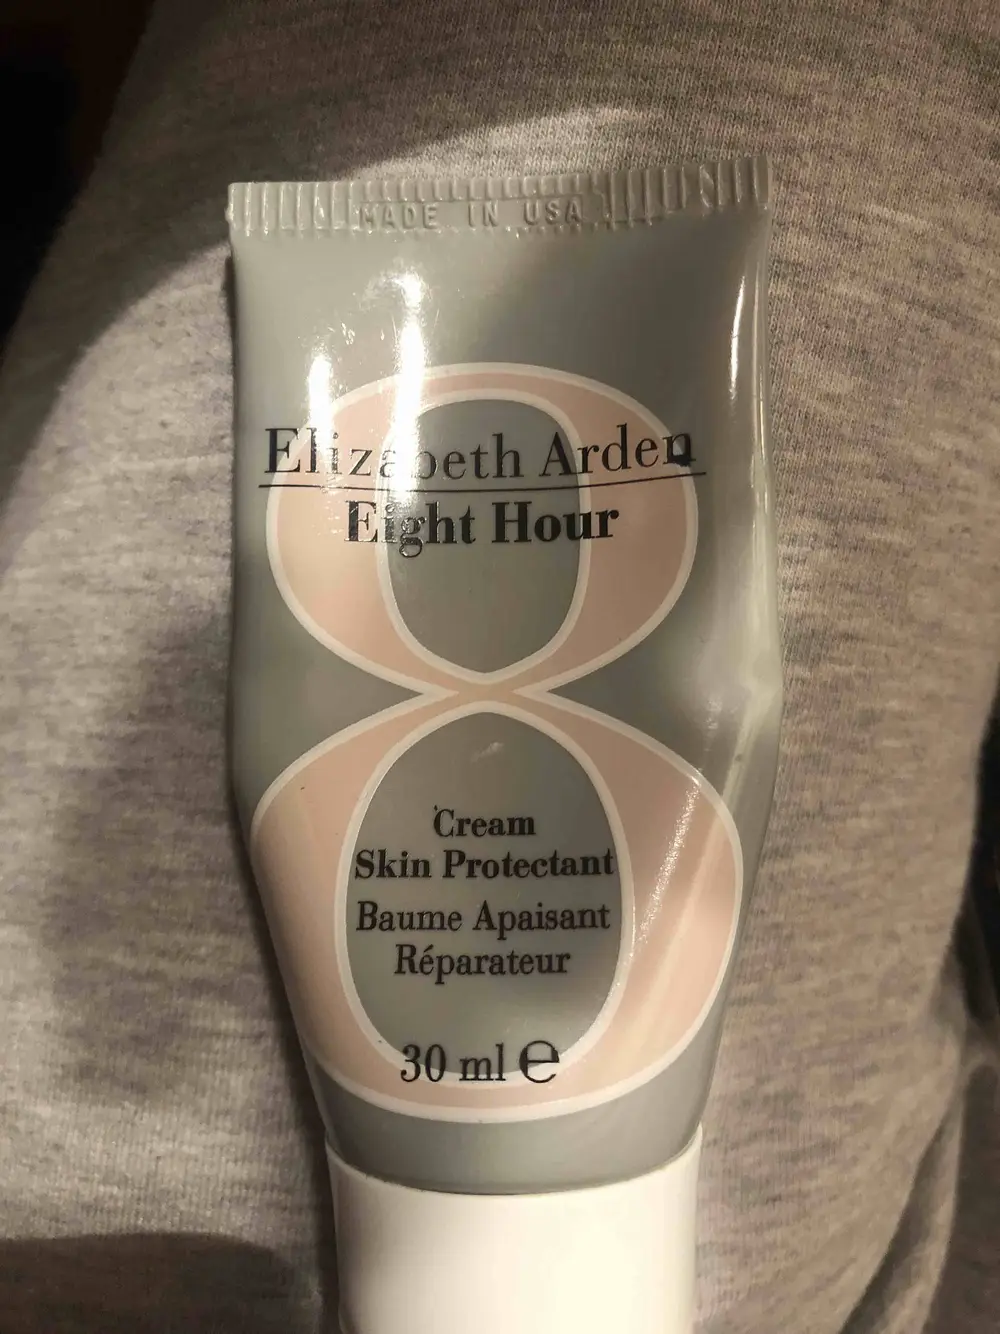 MADE IN USA
Elizabeth Arden
Eight Hour
Cream
Skin Protectant
Baume Apaisant
Réparateur
30 ml ℮